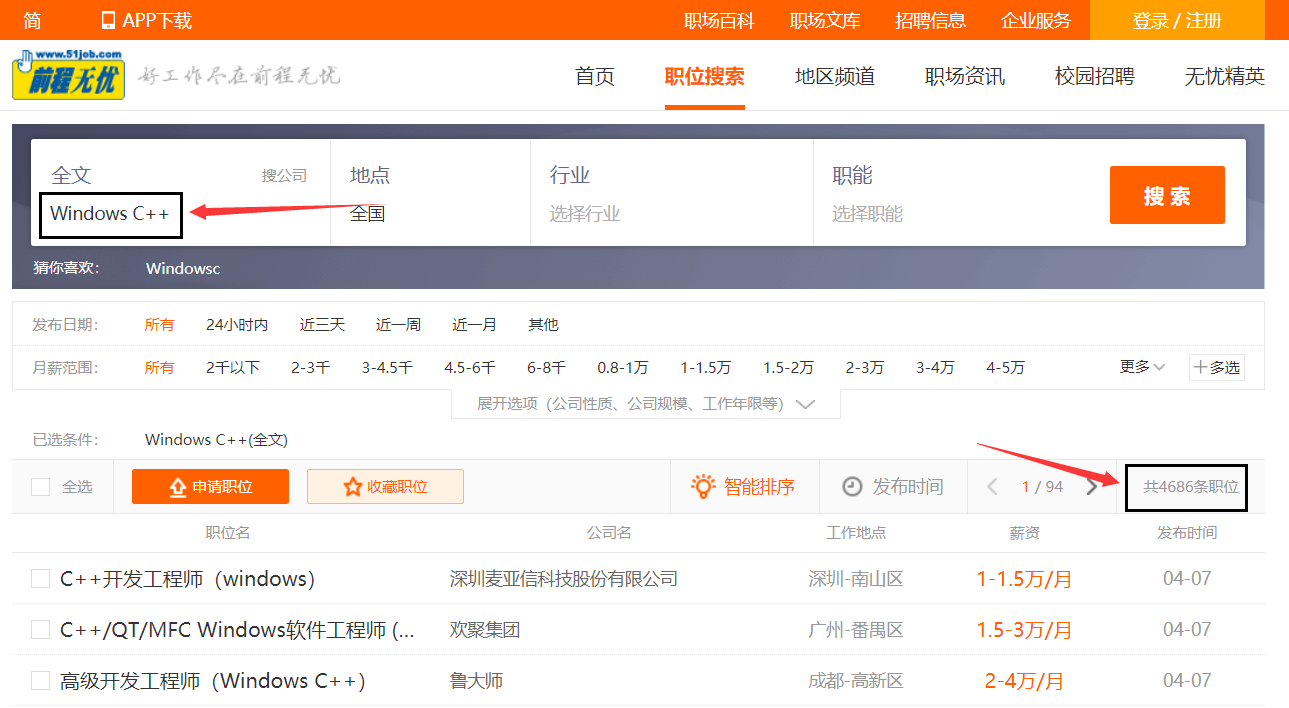 简 APP下载 职场百科 职场文库 招聘信息 企业服务 登录 / 注册
www.51job.com
前程无忧 好工作尽在前程无忧 首页 职位搜索 地区频道 职场资讯 校园招聘 无忧精英
全文 搜公司 地点 行业 职能
Windows C++ 全国 选择行业 选择职能 搜 索
猜你喜欢： Windowsc
发布日期： 所有 24小时内 近三天 近一周 近一月 其他
月薪范围： 所有 2千以下 2-3千 3-4.5千 4.5-6千 6-8千 0.8-1万 1-1.5万 1.5-2万 2-3万 3-4万 4-5万 更多 多选
展开选项（公司性质、公司规模、工作年限等）
已选条件： Windows C++(全文)
全选 申请职位 收藏职位 智能排序 发布时间 1 / 94 共4686条职位
职位名 公司名 工作地点 薪资 发布时间
C++开发工程师（windows） 深圳麦亚信科技股份有限公司 深圳-南山区 1-1.5万/月 04-07
C++/QT/MFC Windows软件工程师 (... 欢聚集团 广州-番禺区 1.5-3万/月 04-07
高级开发工程师（Windows C++） 鲁大师 成都-高新区 2-4万/月 04-07